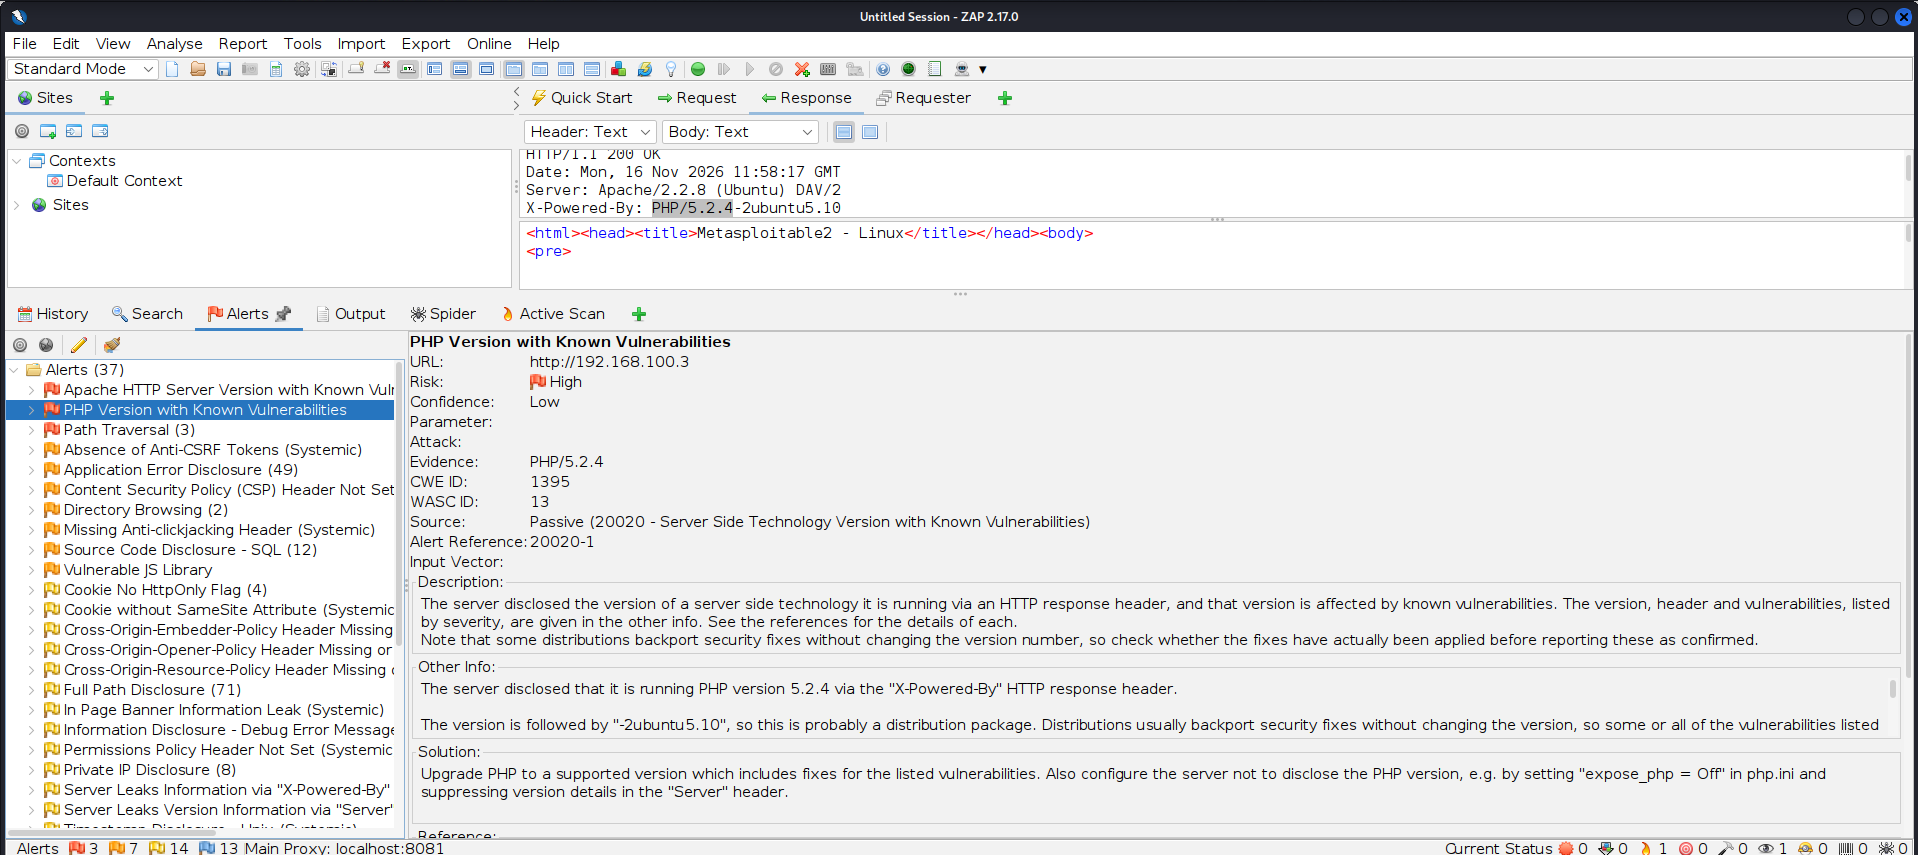 Untitled Session - ZAP 2.17.0
File Edit View Analyse Report Tools Import Export Online Help
Standard Mode
Sites
Quick Start Request Response Requester
Header: Text Body: Text
Contexts
Default Context
Sites
HTTP/1.1 200 OK
Date: Mon, 16 Nov 2026 11:58:17 GMT
Server: Apache/2.2.8 (Ubuntu) DAV/2
X-Powered-By: PHP/5.2.4-2ubuntu5.10
<html><head><title>Metasploitable2 - Linux</title></head><body>
<pre>
History Search Alerts Output Spider Active Scan
Alerts (37)
Apache HTTP Server Version with Known Vul
PHP Version with Known Vulnerabilities
Path Traversal (3)
Absence of Anti-CSRF Tokens (Systemic)
Application Error Disclosure (49)
Content Security Policy (CSP) Header Not Set
Directory Browsing (2)
Missing Anti-clickjacking Header (Systemic)
Source Code Disclosure - SQL (12)
Vulnerable JS Library
Cookie No HttpOnly Flag (4)
Cookie without SameSite Attribute (Systemic
Cross-Origin-Embedder-Policy Header Missing
Cross-Origin-Opener-Policy Header Missing or
Cross-Origin-Resource-Policy Header Missing
Full Path Disclosure (71)
In Page Banner Information Leak (Systemic)
Information Disclosure - Debug Error Message
Permissions Policy Header Not Set (Systemic
Private IP Disclosure (8)
Server Leaks Information via "X-Powered-By"
Server Leaks Version Information via "Server"
Timestamp Disclosure - Unix (Systemic)
PHP Version with Known Vulnerabilities
URL: http://192.168.100.3
Risk: High
Confidence: Low
Parameter:
Attack:
Evidence: PHP/5.2.4
CWE ID: 1395
WASC ID: 13
Source: Passive (20020 - Server Side Technology Version with Known Vulnerabilities)
Alert Reference: 20020-1
Input Vector:
Description:
The server disclosed the version of a server side technology it is running via an HTTP response header, and that version is affected by known vulnerabilities. The version, header and vulnerabilities, listed
by severity, are given in the other info. See the references for the details of each.
Note that some distributions backport security fixes without changing the version number, so check whether the fixes have actually been applied before reporting these as confirmed.
Other Info:
The server disclosed that it is running PHP version 5.2.4 via the "X-Powered-By" HTTP response header.
The version is followed by "-2ubuntu5.10", so this is probably a distribution package. Distributions usually backport security fixes without changing the version, so some or all of the vulnerabilities listed
Solution:
Upgrade PHP to a supported version which includes fixes for the listed vulnerabilities. Also configure the server not to disclose the PHP version, e.g. by setting "expose_php = Off" in php.ini and
suppressing version details in the "Server" header.
Reference:
Alerts 3 7 14 13 Main Proxy: localhost:8081
Current Status 0 0 1 0 0 1 0 0 0